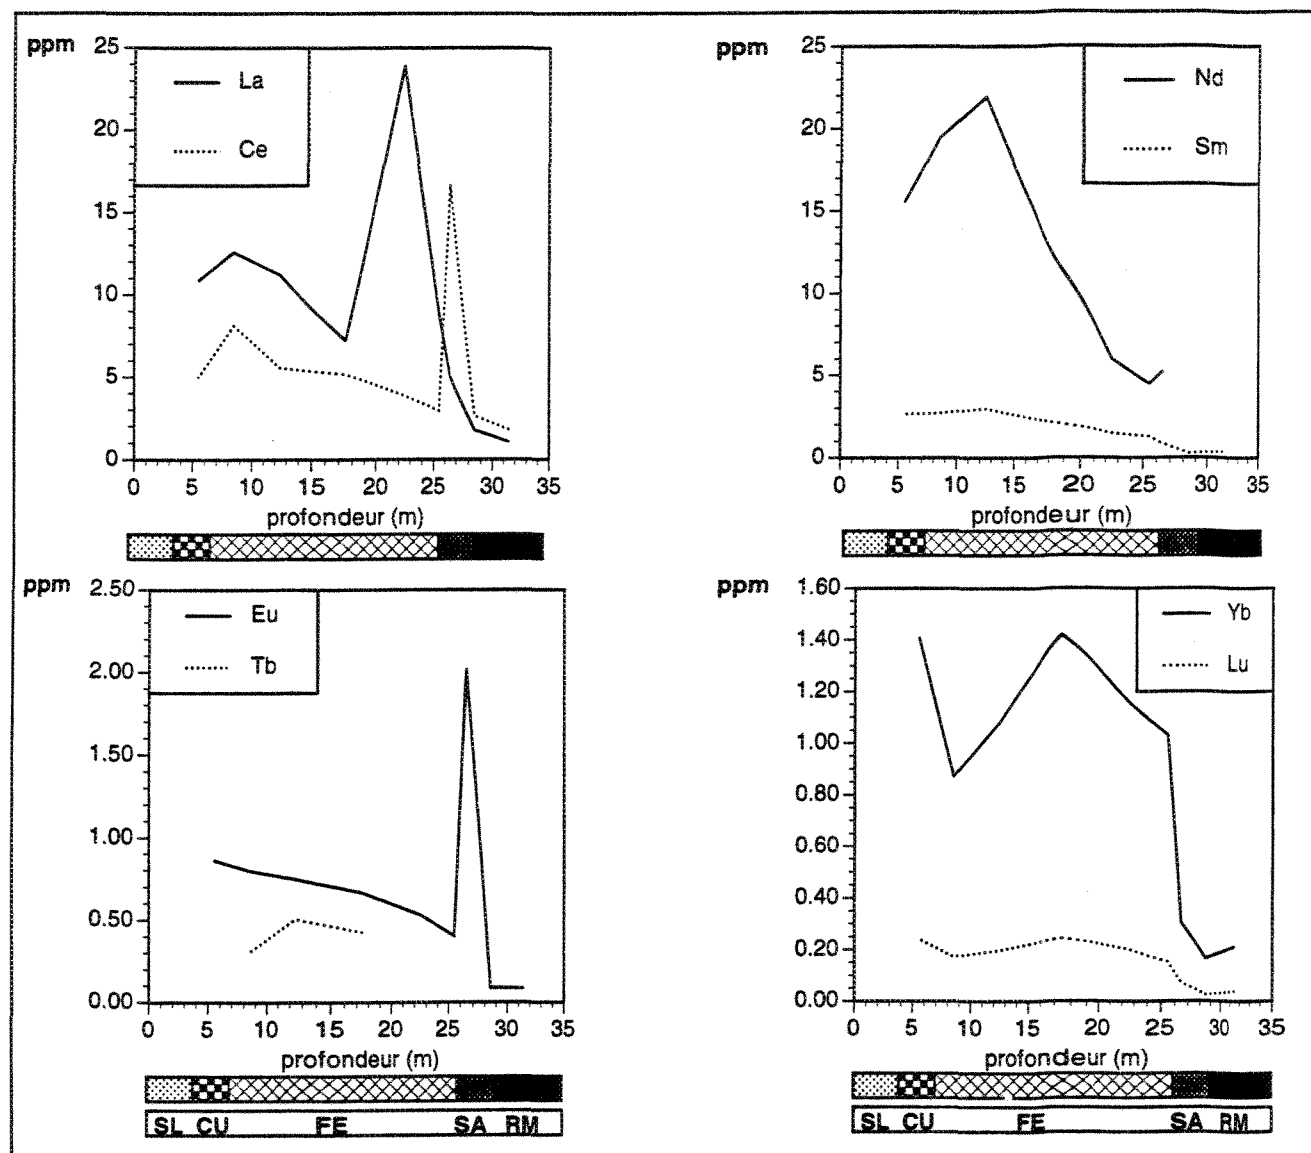 ppm
25
20
15
10
5
0
La
Ce
0 5 10 15 20 25 30 35
profondeur (m)
ppm
25
20
15
10
5
0
Nd
Sm
0 5 10 15 20 25 30 35
profondeur (m)
ppm
2.50
2.00
1.50
1.00
0.50
0.00
Eu
Tb
0 5 10 15 20 25 30 35
profondeur (m)
SL CU FE SA RM
ppm
1.60
1.40
1.20
1.00
0.80
0.60
0.40
0.20
0.00
Yb
Lu
0 5 10 15 20 25 30 35
profondeur (m)
SL CU FE SA RM